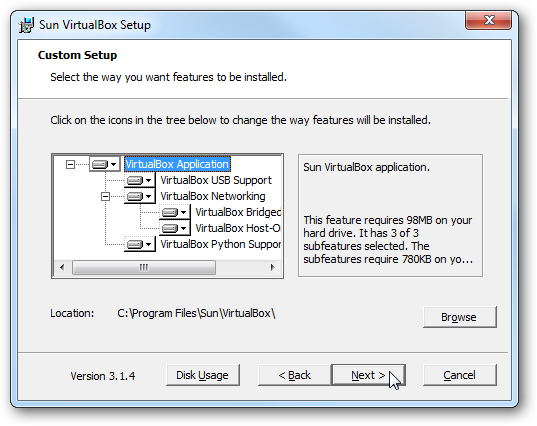 Sun VirtualBox Setup
Custom Setup
Select the way you want features to be installed.
Click on the icons in the tree below to change the way features will be installed.
VirtualBox Application
VirtualBox USB Support
VirtualBox Networking
VirtualBox Bridged
VirtualBox Host-O
VirtualBox Python Suppor
Sun VirtualBox application.
This feature requires 98MB on your
hard drive. It has 3 of 3
subfeatures selected. The
subfeatures require 780KB on yo...
Location: C:\Program Files\Sun\VirtualBox\
Browse
Version 3.1.4 Disk Usage < Back Next > Cancel